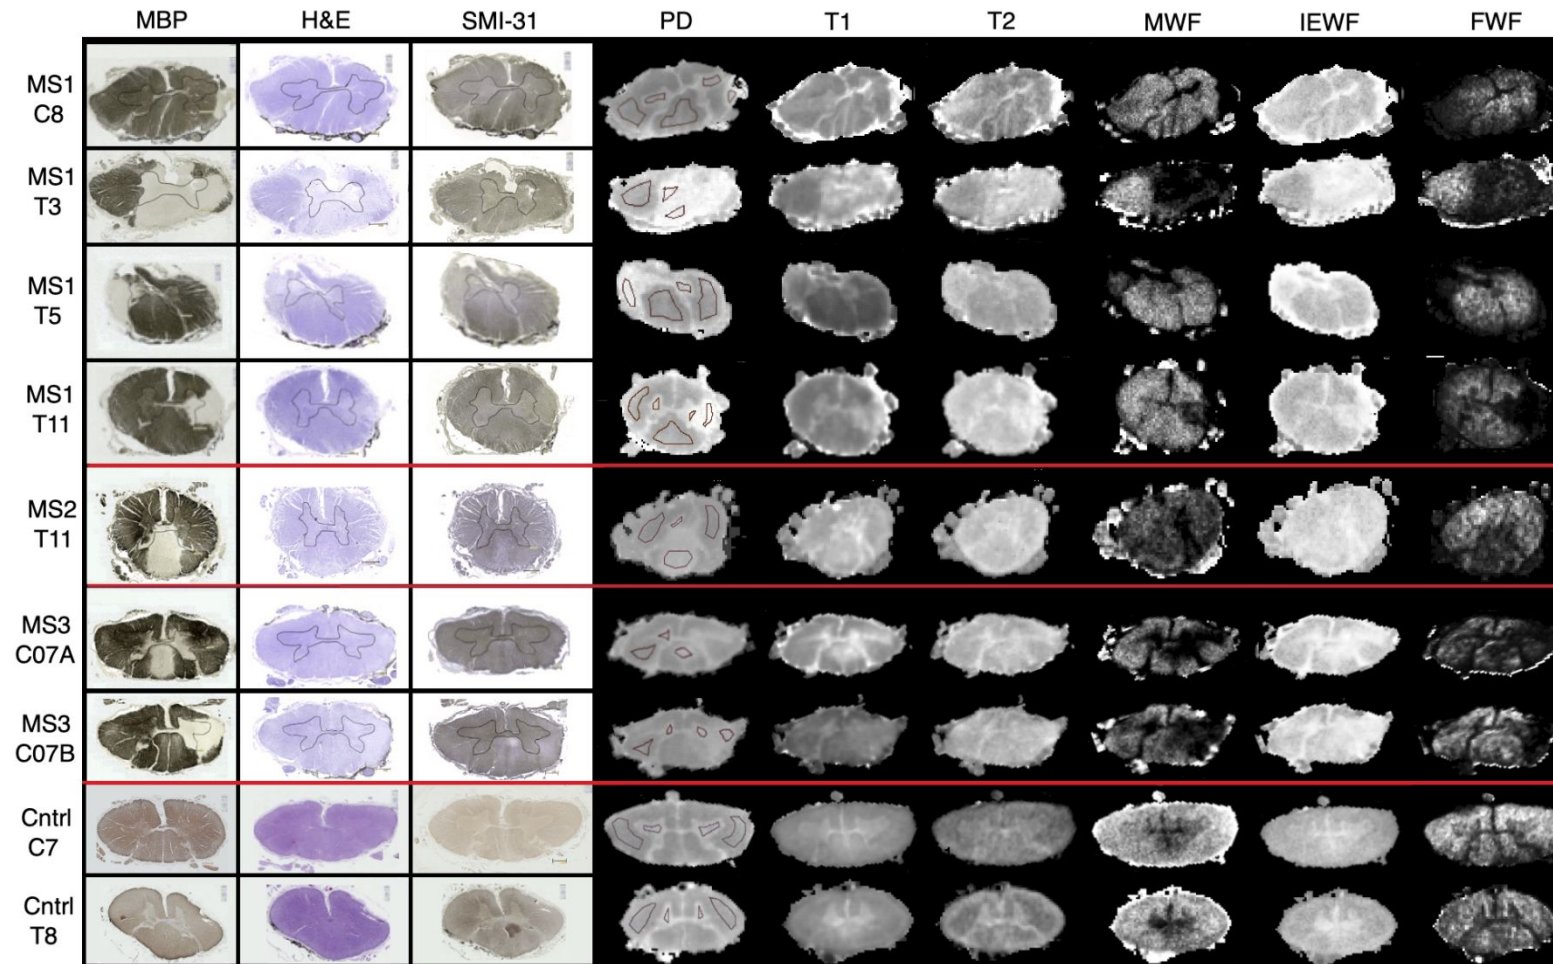 MBP H&E SMI-31 PD T1 T2 MWF IEWF FWF
MS1
C8
MS1
T3
MS1
T5
MS1
T11
MS2
T11
MS3
C07A
MS3
C07B
Cntrl
C7
Cntrl
T8